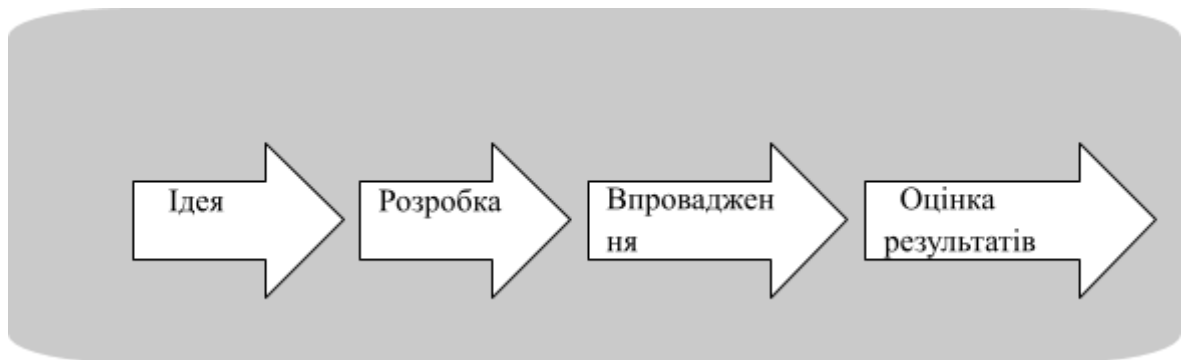 Ідея
Розробка
Впроваджен
ня
Оцінка
результатів